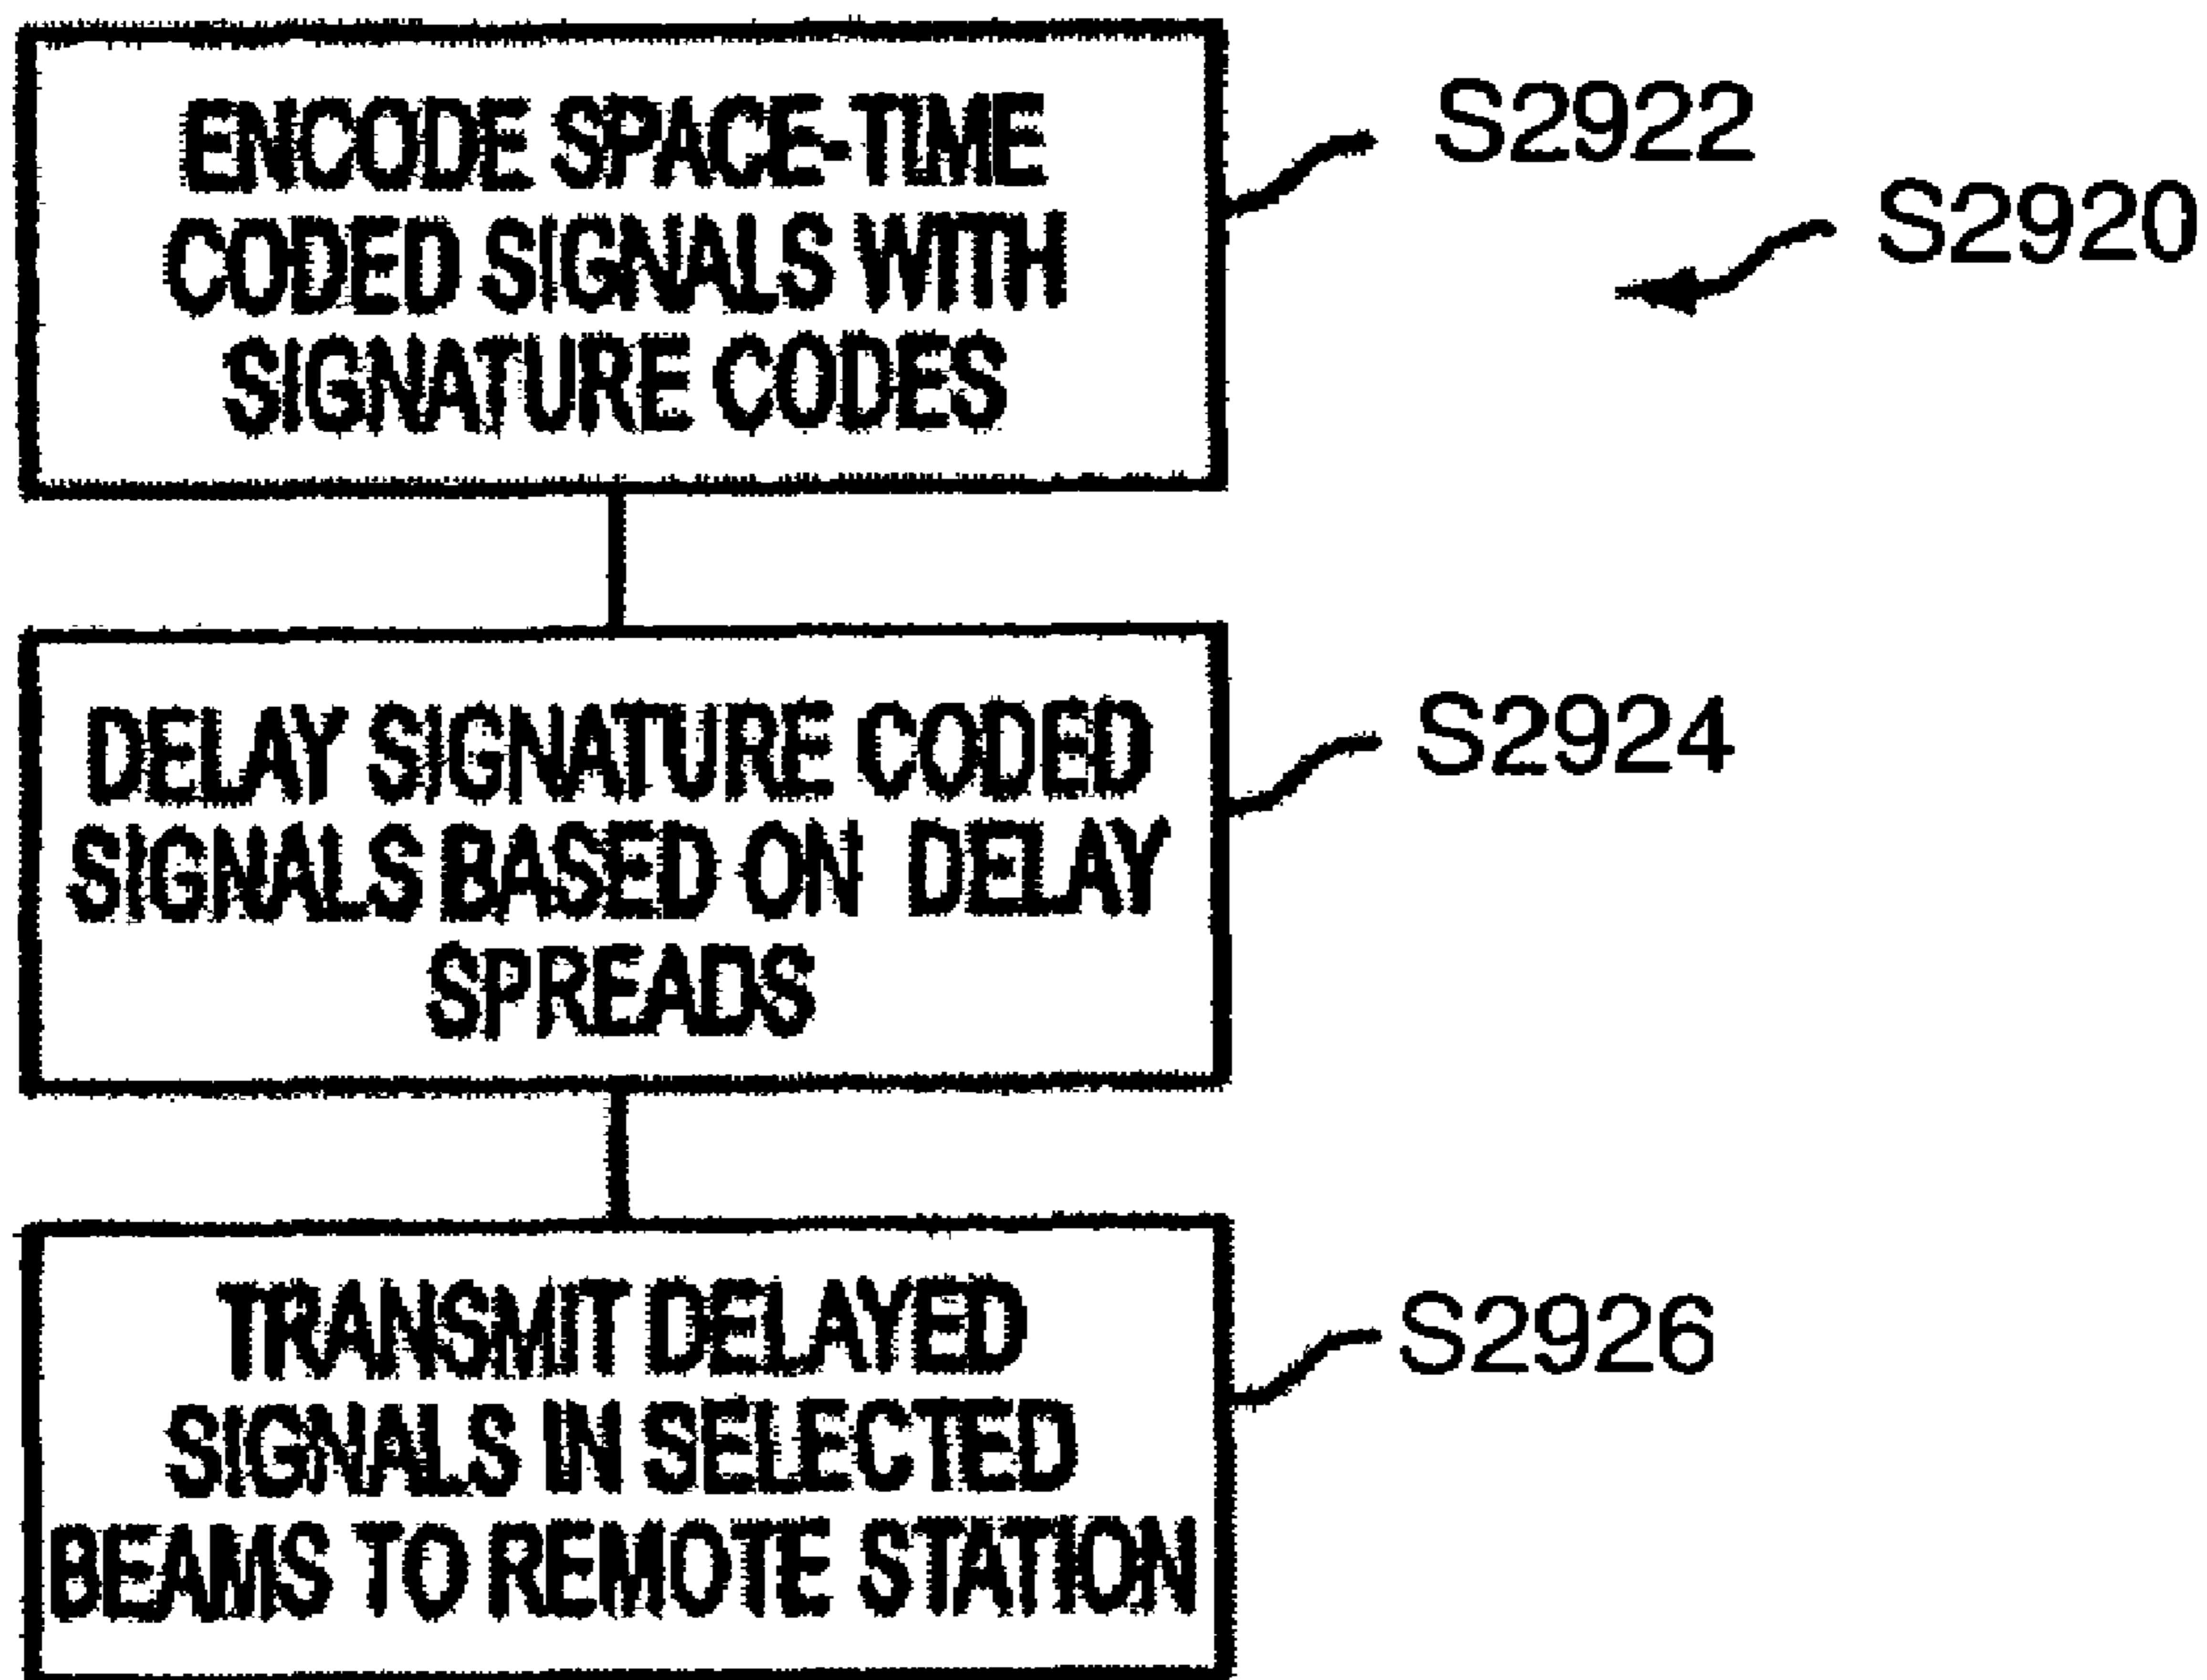 ENCODE SPACE-TIME
CODED SIGNALS WITH
SIGNATURE CODES
S2922
S2920
DELAY SIGNATURE CODED
SIGNALS BASED ON DELAY
SPREADS
S2924
TRANSMIT DELAYED
SIGNALS IN SELECTED
BEAMS TO REMOTE STATION
S2926